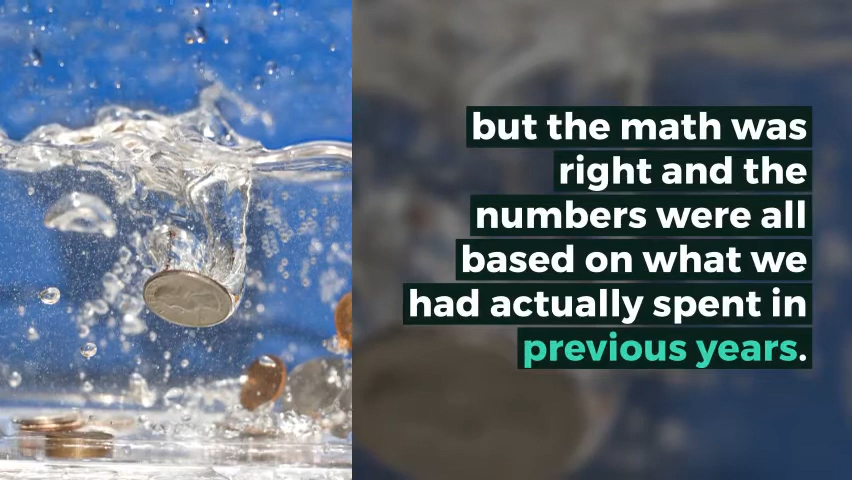 but the math was
right and the
numbers were all
based on what we
had actually spent in
previous years.